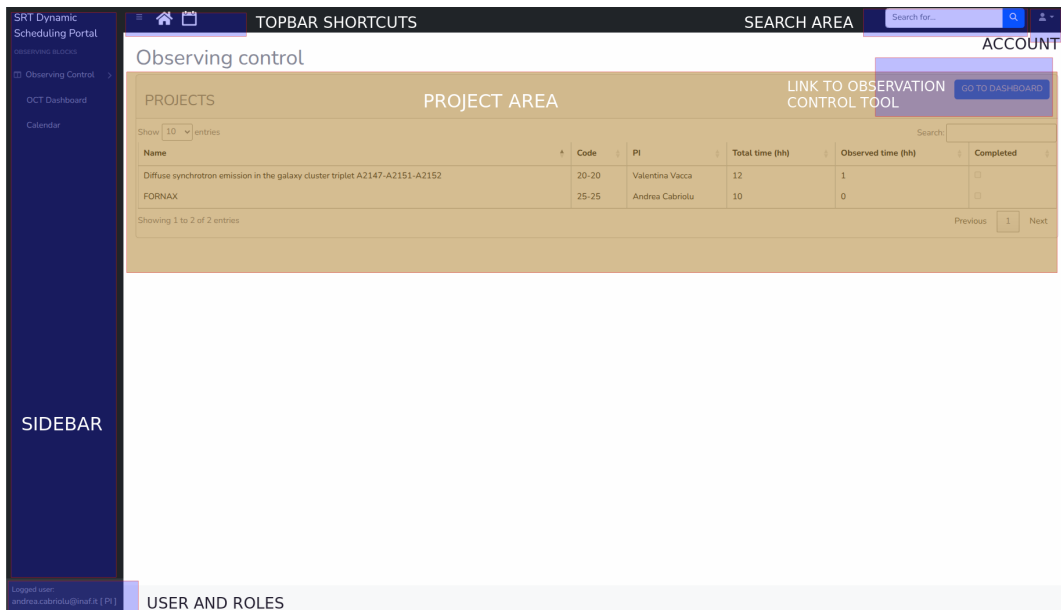 SRT Dynamic
Scheduling Portal
TOPBAR SHORTCUTS
SEARCH AREA
Search for...
ACCOUNT
OBSERVING BLOCKS
Observing Control
OCT Dashboard
Calendar
Observing control
PROJECTS
PROJECT AREA
LINK TO OBSERVATION
CONTROL TOOL
GO TO DASHBOARD
Show 10 entries
Search:
Name Code PI Total time (hh) Observed time (hh) Completed
Diffuse synchrotron emission in the galaxy cluster triplet A2147-A2151-A2152 20-20 Valentina Vacca 12 1
FORNAX 25-25 Andrea Cabriolu 10 0
Showing 1 to 2 of 2 entries
Previous 1 Next
SIDEBAR
Logged user:
andrea.cabriolu@inaf.it [ PI ]
USER AND ROLES